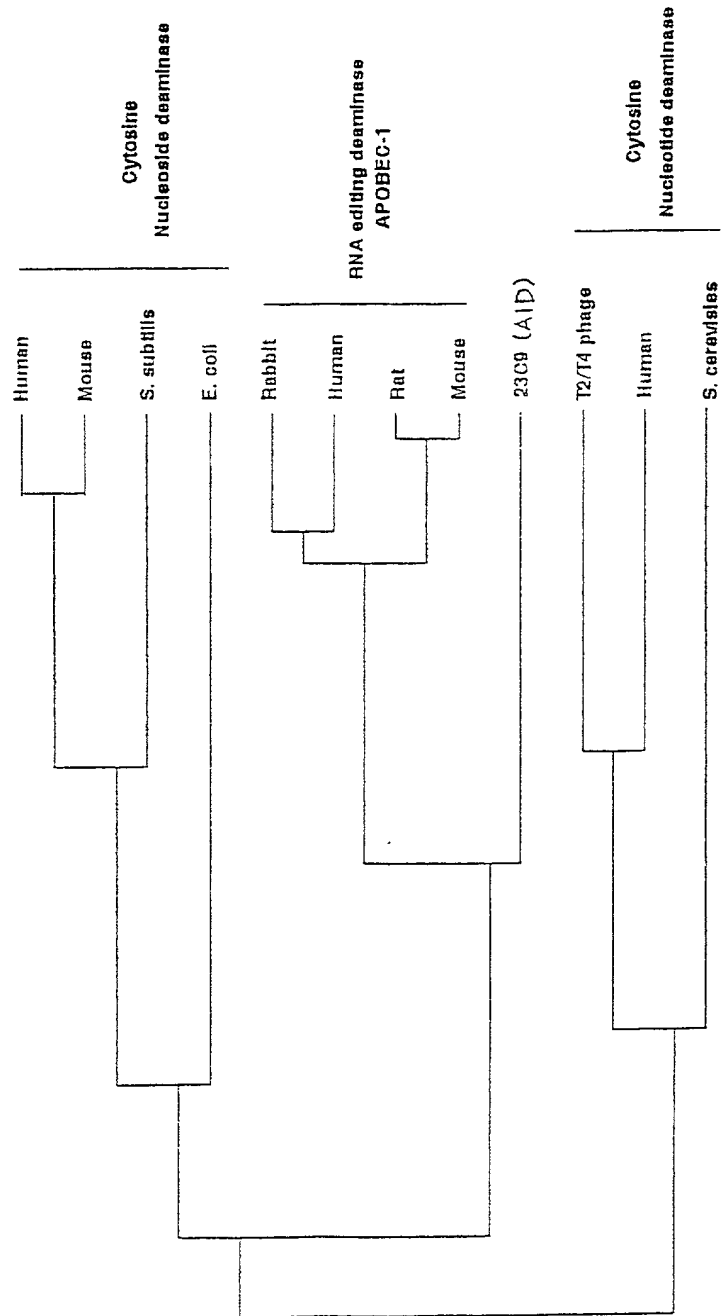 Human
Mouse
S. subtilis
E. coli
Cytosine
Nucleoside deaminase
Rabbit
Human
Rat
Mouse
RNA editing deaminase
APOBEC-1
23C9 (AID)
T2/T4 phage
Human
S. cerevisies
Cytosine
Nucleotide deaminase